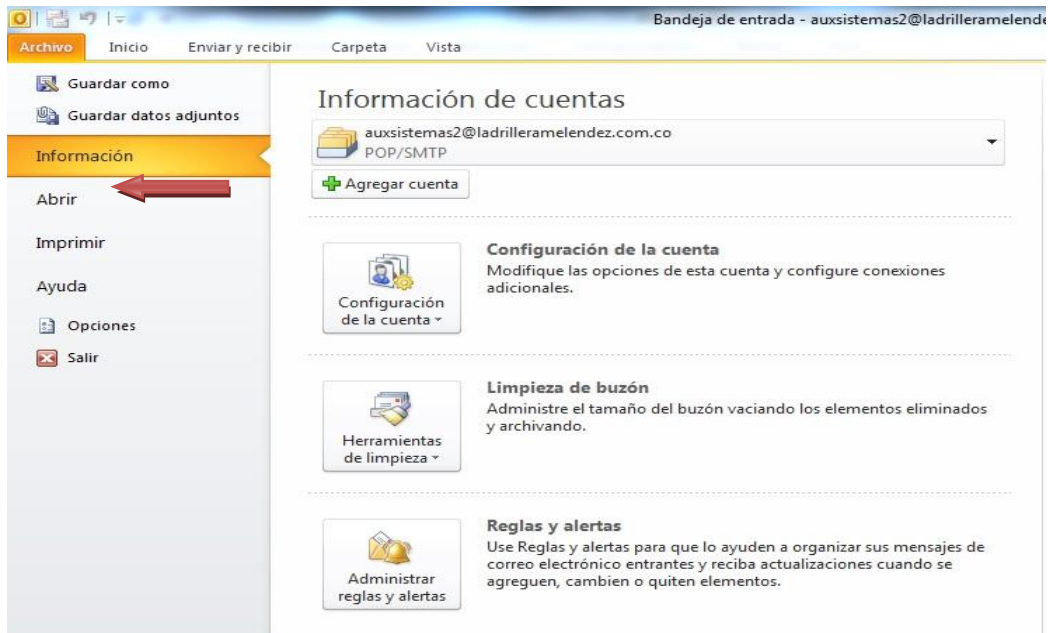 Bandeja de entrada - auxsistemas2@ladrilleramelende
Archivo Inicio Enviar y recibir Carpeta Vista
Guardar como
Guardar datos adjuntos
Información
Abrir
Imprimir
Ayuda
Opciones
Salir
Información de cuentas
auxsistemas2@ladrilleramelendez.com.co
POP/SMTP
Agregar cuenta
Configuración
de la cuenta
Configuración de la cuenta
Modifique las opciones de esta cuenta y configure conexiones
adicionales.
Herramientas
de limpieza
Limpieza de buzón
Administre el tamaño del buzón vaciando los elementos eliminados
y archivando.
Administrar
reglas y alertas
Reglas y alertas
Use Reglas y alertas para que lo ayuden a organizar sus mensajes de
correo electrónico entrantes y reciba actualizaciones cuando se
agreguen, cambien o quiten elementos.